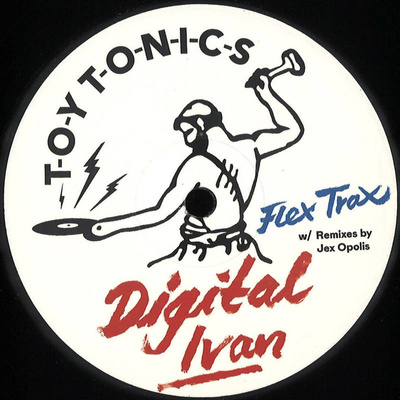 T-O-Y T-O-N-I-C-S
Flex Trax
w/ Remixes by
Jex Opolis
Digital
Ivan